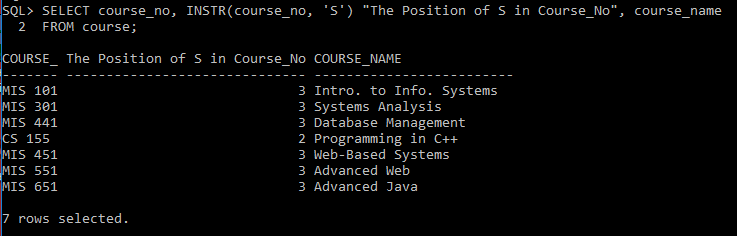 SQL> SELECT course_no, INSTR(course_no, 'S') "The Position of S in Course_No", course_name
  2  FROM course;

COURSE_ The Position of S in Course_No COURSE_NAME
------- ------------------------------ -------------------------
MIS 101                              3 Intro. to Info. Systems
MIS 301                              3 Systems Analysis
MIS 441                              3 Database Management
CS 155                               2 Programming in C++
MIS 451                              3 Web-Based Systems
MIS 551                              3 Advanced Web
MIS 651                              3 Advanced Java

7 rows selected.